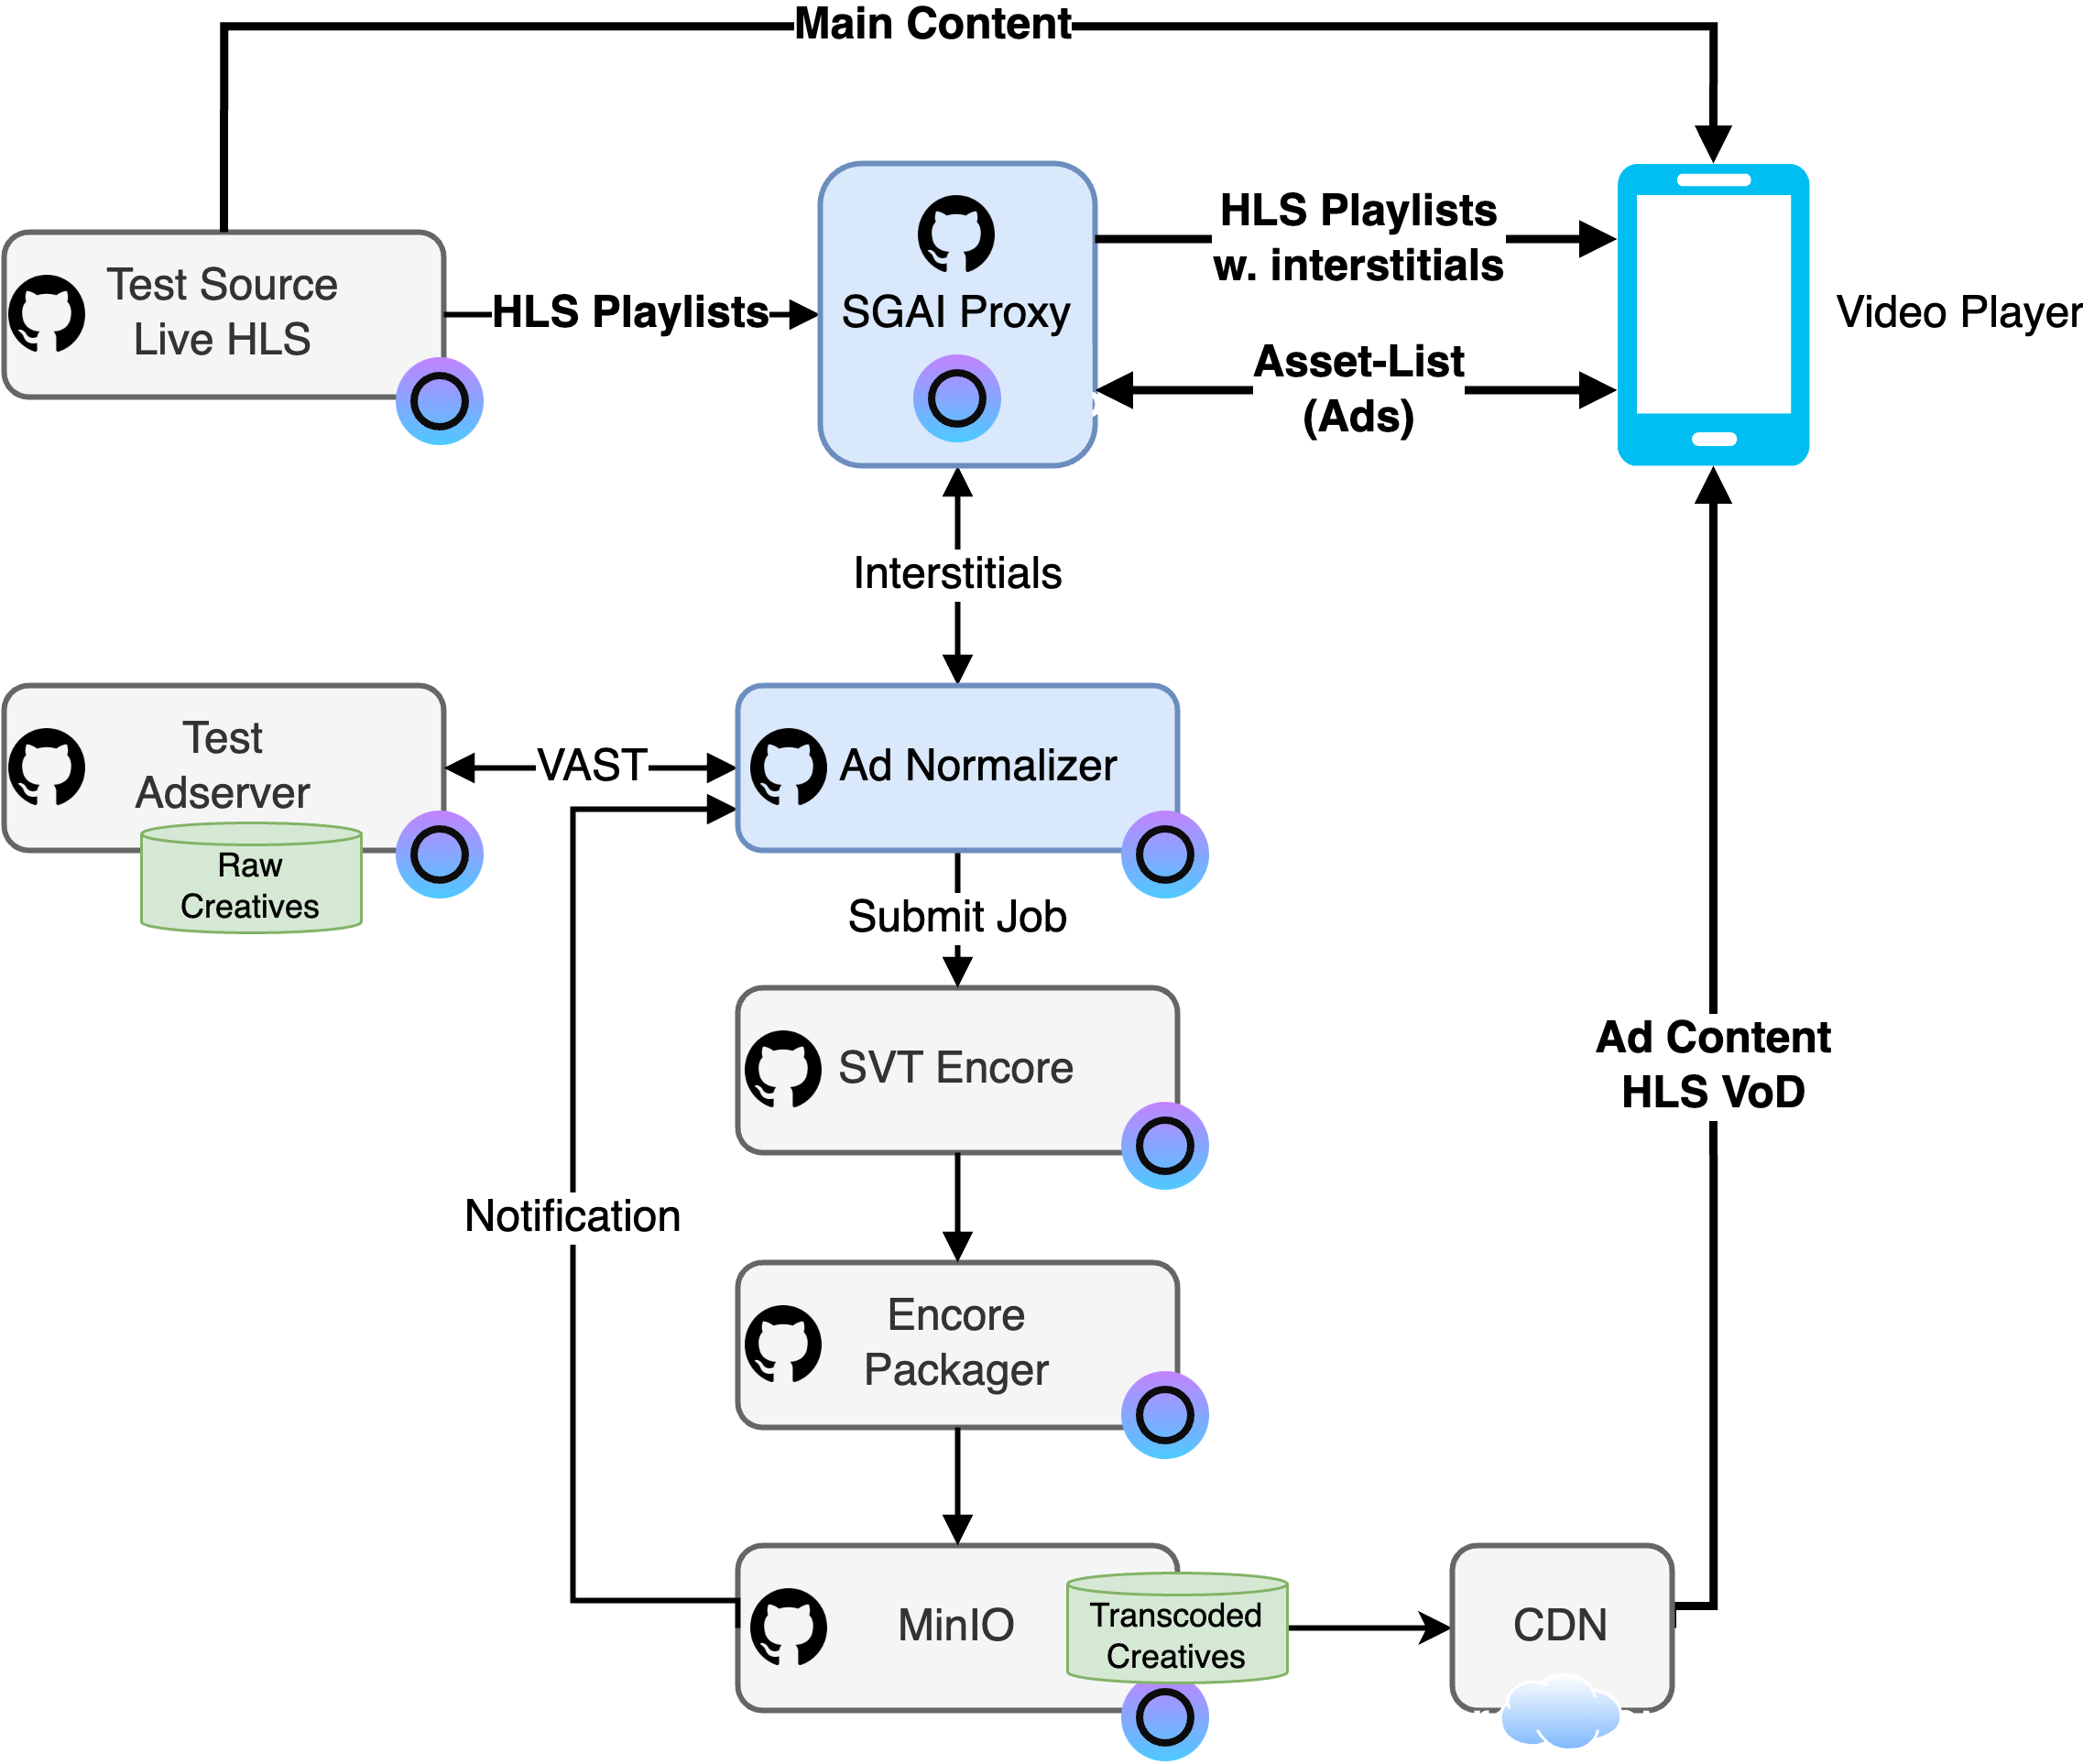 Main Content
Test Source
Live HLS
HLS Playlists
SGAI Proxy
HLS Playlists
w. interstitials
Asset-List
(Ads)
Video Player
Interstitials
Test
Adserver
Raw
Creatives
VAST
Ad Normalizer
Submit Job
SVT Encore
Ad Content
HLS VoD
Notification
Encore
Packager
MinIO
Transcoded
Creatives
CDN